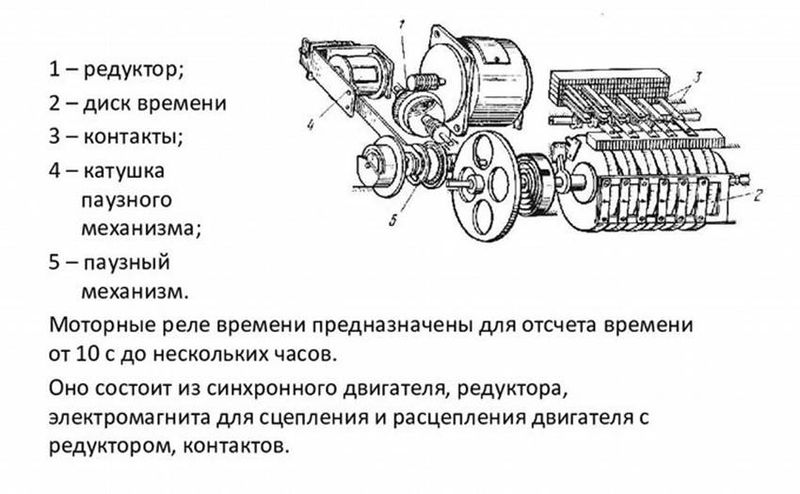 1 – редуктор;
2 – диск времени
3 – контакты;
4 – катушка
паузного
механизма;
5 – паузный
механизм.
1
3
4
5
2
Моторные реле времени предназначены для отсчета времени
от 10 с до нескольких часов.
Оно состоит из синхронного двигателя, редуктора,
электромагнита для сцепления и расцепления двигателя с
редуктором, контактов.